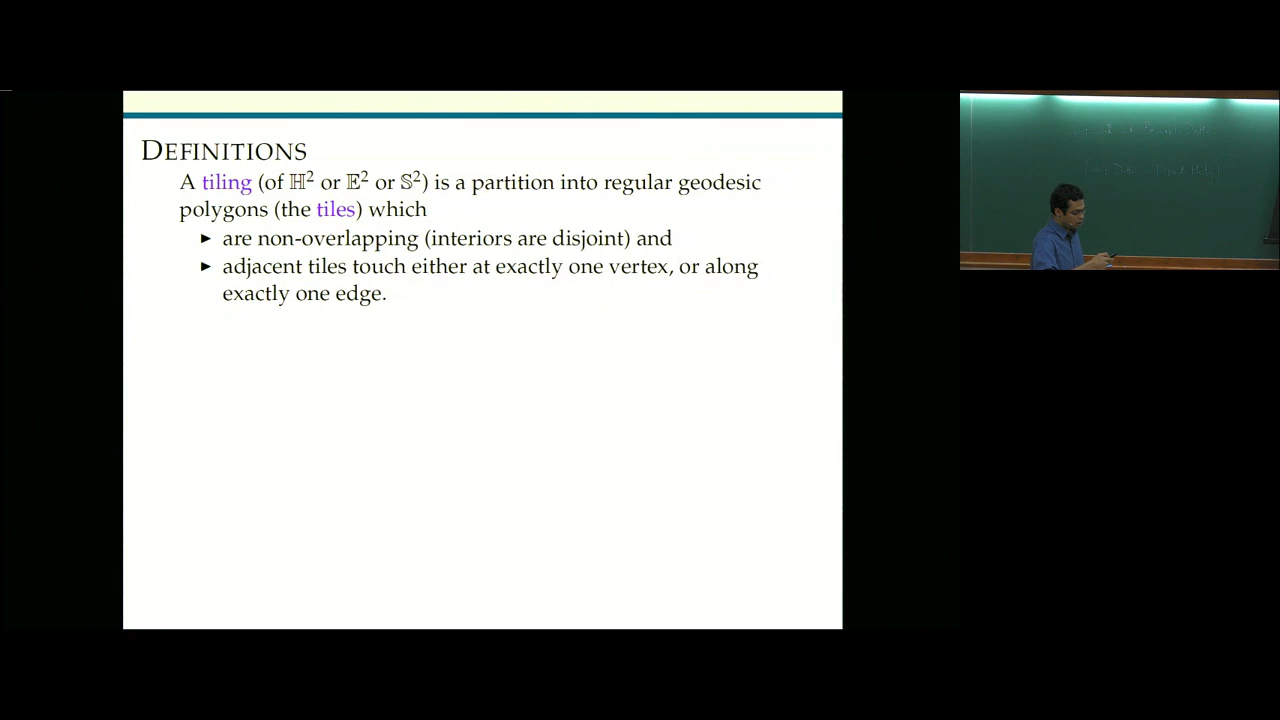 DEFINITIONS
A tiling (of ℍ² or 𝔼² or 𝕊²) is a partition into regular geodesic
polygons (the tiles) which
▶ are non-overlapping (interiors are disjoint) and
▶ adjacent tiles touch either at exactly one vertex, or along
exactly one edge.